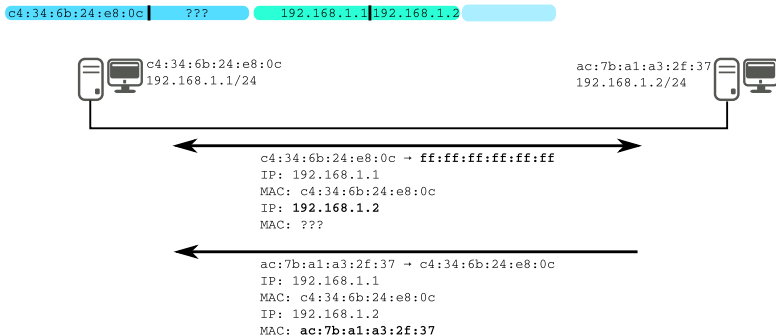 c4:34:6b:24:e8:0c ??? 192.168.1.1 192.168.1.2
c4:34:6b:24:e8:0c
192.168.1.1/24
ac:7b:a1:a3:2f:37
192.168.1.2/24
c4:34:6b:24:e8:0c → ff:ff:ff:ff:ff:ff
IP: 192.168.1.1
MAC: c4:34:6b:24:e8:0c
IP: 192.168.1.2
MAC: ???
ac:7b:a1:a3:2f:37 → c4:34:6b:24:e8:0c
IP: 192.168.1.1
MAC: c4:34:6b:24:e8:0c
IP: 192.168.1.2
MAC: ac:7b:a1:a3:2f:37